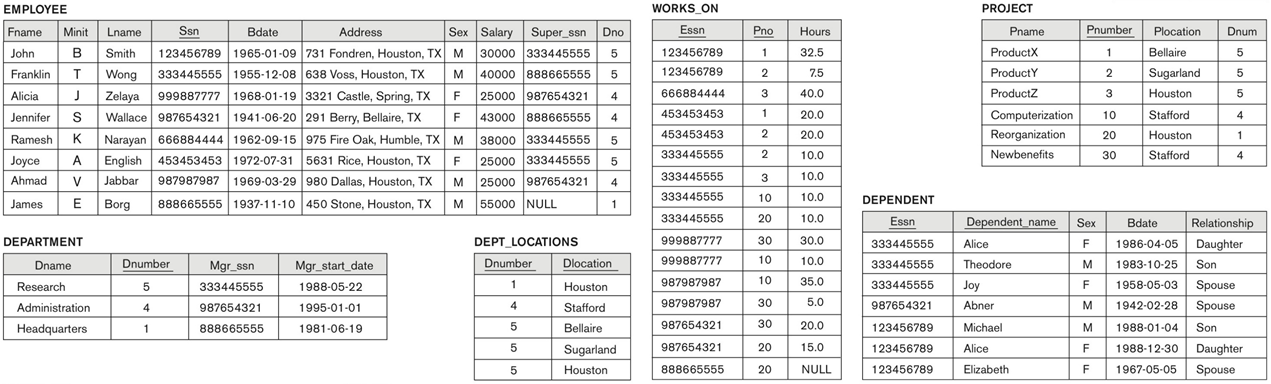 EMPLOYEE
Fname Minit Lname Ssn Bdate Address Sex Salary Super_ssn Dno
John B Smith 123456789 1965-01-09 731 Fondren, Houston, TX M 30000 333445555 5
Franklin T Wong 333445555 1955-12-08 638 Voss, Houston, TX M 40000 888665555 5
Alicia J Zelaya 999887777 1968-01-19 3321 Castle, Spring, TX F 25000 987654321 4
Jennifer S Wallace 987654321 1941-06-20 291 Berry, Bellaire, TX F 43000 888665555 4
Ramesh K Narayan 666884444 1962-09-15 975 Fire Oak, Humble, TX M 38000 333445555 5
Joyce A English 453453453 1972-07-31 5631 Rice, Houston, TX F 25000 333445555 5
Ahmad V Jabbar 987987987 1969-03-29 980 Dallas, Houston, TX M 25000 987654321 4
James E Borg 888665555 1937-11-10 450 Stone, Houston, TX M 55000 NULL 1
DEPARTMENT
Dname Dnumber Mgr_ssn Mgr_start_date
Research 5 333445555 1988-05-22
Administration 4 987654321 1995-01-01
Headquarters 1 888665555 1981-06-19
DEPT_LOCATIONS
Dnumber Dlocation
1 Houston
4 Stafford
5 Bellaire
5 Sugarland
5 Houston
WORKS_ON
Essn Pno Hours
123456789 1 32.5
123456789 2 7.5
666884444 3 40.0
453453453 1 20.0
453453453 2 20.0
333445555 2 10.0
333445555 3 10.0
333445555 10 10.0
333445555 20 10.0
999887777 30 30.0
999887777 10 10.0
987987987 10 35.0
987987987 30 5.0
987654321 30 20.0
987654321 20 15.0
888665555 20 NULL
PROJECT
Pname Pnumber Plocation Dnum
ProductX 1 Bellaire 5
ProductY 2 Sugarland 5
ProductZ 3 Houston 5
Computerization 10 Stafford 4
Reorganization 20 Houston 1
Newbenefits 30 Stafford 4
DEPENDENT
Essn Dependent_name Sex Bdate Relationship
333445555 Alice F 1986-04-05 Daughter
333445555 Theodore M 1983-10-25 Son
333445555 Joy F 1958-05-03 Spouse
987654321 Abner M 1942-02-28 Spouse
123456789 Michael M 1988-01-04 Son
123456789 Alice F 1988-12-30 Daughter
123456789 Elizabeth F 1967-05-05 Spouse